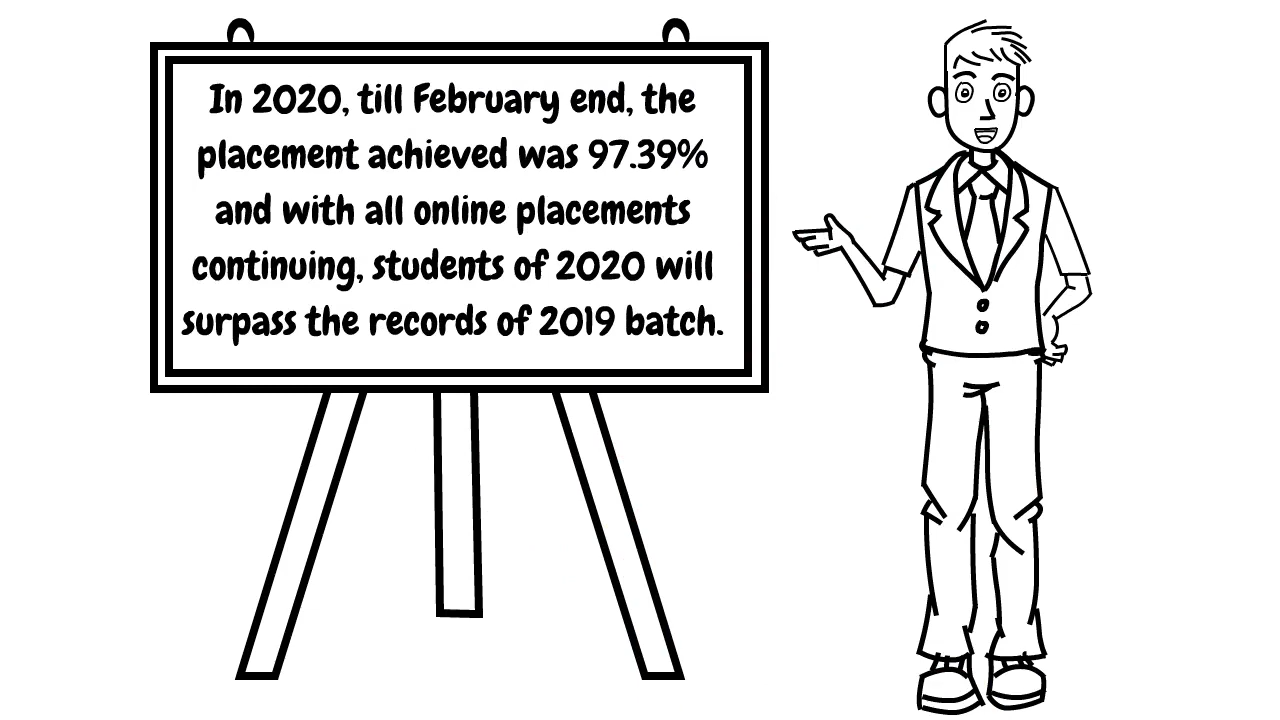 In 2020, till February end, the
placement achieved was 97.39%
and with all online placements
continuing, students of 2020 will
surpass the records of 2019 batch.